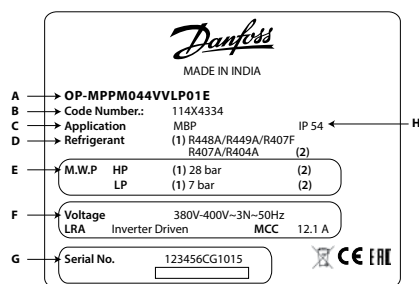 Danfoss
MADE IN INDIA
A OP-MPPM044VVLP01E
B Code Number.: 114X4334
C Application MBP IP 54 H
D Refrigerant (1) R448A/R449A/R407F
R407A/R404A (2)
E M.W.P HP (1) 28 bar (2)
LP (1) 7 bar (2)
F Voltage 380V-400V~3N~50Hz
LRA Inverter Driven MCC 12.1 A
G Serial No. 123456CG1015
CE EAC